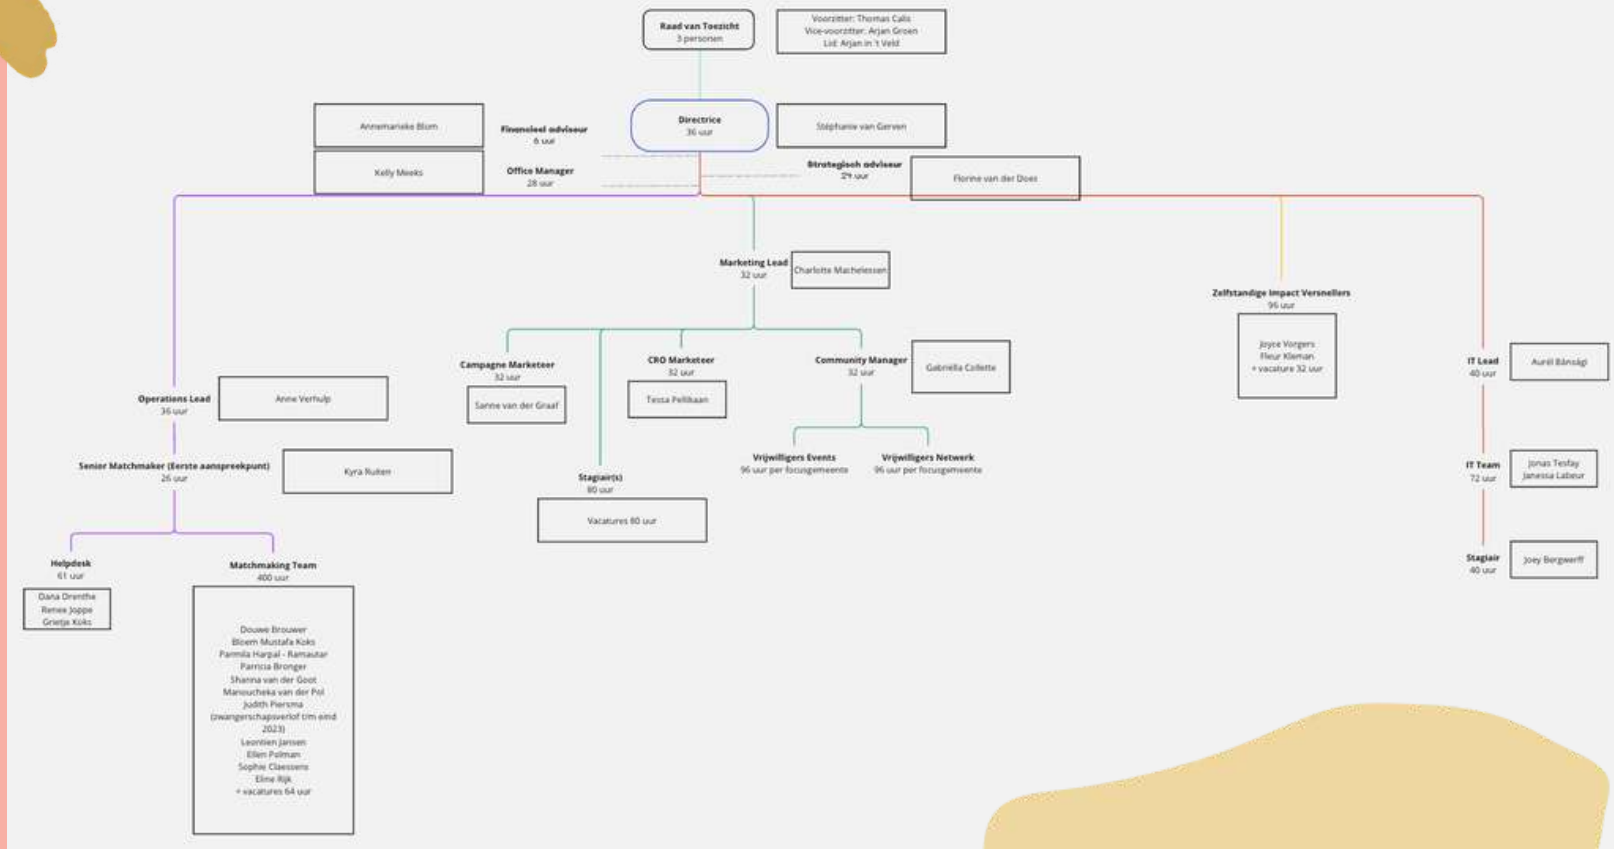 Raad van Toezicht
3 personen
Voorzitter: Thomas Calis
Vice-voorzitter: Arjan Groen
Lid: Arjan in 't Veld
Directrice
36 uur
Stéphanie van Gerven
Annemarieke Blom
Financieel adviseur
6 uur
Kelly Meeks
Office Manager
28 uur
Strategisch adviseur
24 uur
Florine van der Does
Marketing Lead
32 uur
Charlotte Machelessen
Zelfstandige Impact Versnellers
96 uur
Joyce Vorgers
Fleur Kleman
+ vacature 32 uur
Campagne Marketeer
32 uur
Sanne van der Graaf
CRO Marketeer
32 uur
Tessa Pellikaan
Community Manager
32 uur
Gabriëlla Collette
IT Lead
40 uur
Aurél Bánsági
Operations Lead
36 uur
Anne Verhulp
Senior Matchmaker (Eerste aanspreekpunt)
26 uur
Kyra Ruiten
Stagiair(s)
80 uur
Vacatures 80 uur
Vrijwilligers Events
96 uur per focusgemeente
Vrijwilligers Netwerk
96 uur per focusgemeente
IT Team
72 uur
Jonas Tesfay
Janessa Labeur
Stagiair
40 uur
Joey Bergwerff
Helpdesk
61 uur
Dana Drenthe
Renee Joppe
Grietje Koks
Matchmaking Team
400 uur
Douwe Brouwer
Bloem Mustafa Koks
Parmila Harpal - Ramautar
Patricia Bronger
Shanna van der Goot
Manoucheka van der Pol
Judith Piersma
(zwangerschapsverlof t/m eind
2023)
Leontien Jansen
Ellen Polman
Sophie Claessens
Eline Rijk
+ vacatures 64 uur